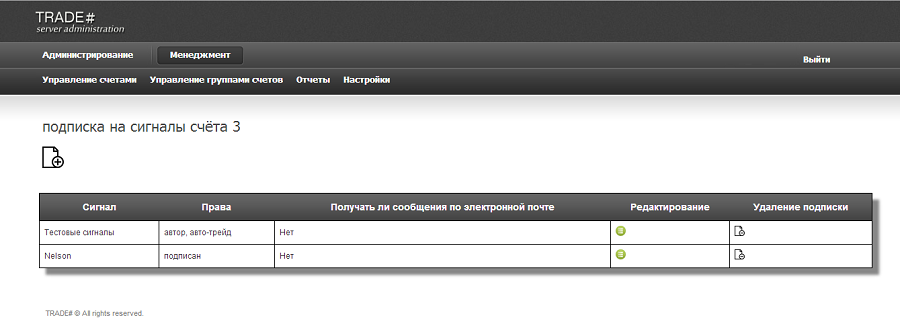 TRADE#
server administration
Администрирование Менеджмент Выйти
Управление счетами Управление группами счетов Отчеты Настройки
подписка на сигналы счёта 3
Сигнал Права Получать ли сообщения по электронной почте Редактирование Удаление подписки
Тестовые сигналы автор, авто-трейд Нет
Nelson подписан Нет
TRADE# © All rights reserved.